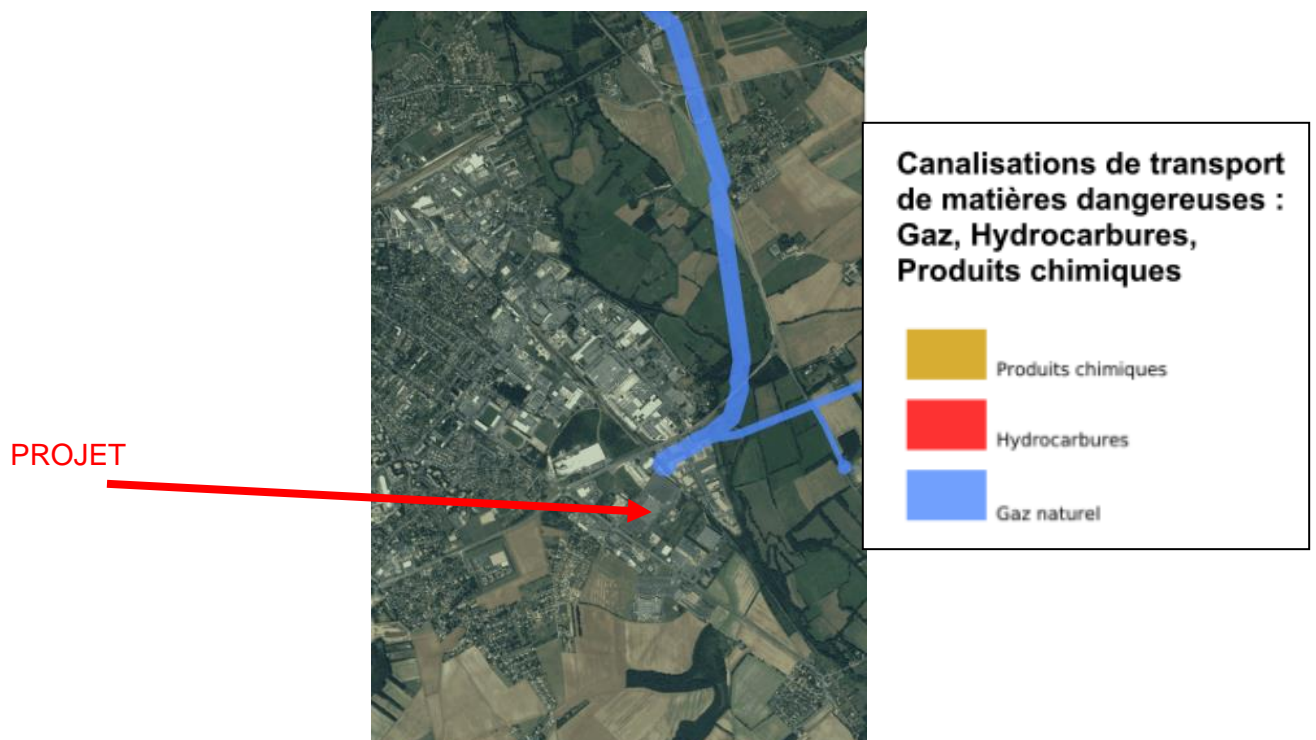 PROJET
Canalisations de transport
de matières dangereuses :
Gaz, Hydrocarbures,
Produits chimiques
Produits chimiques
Hydrocarbures
Gaz naturel